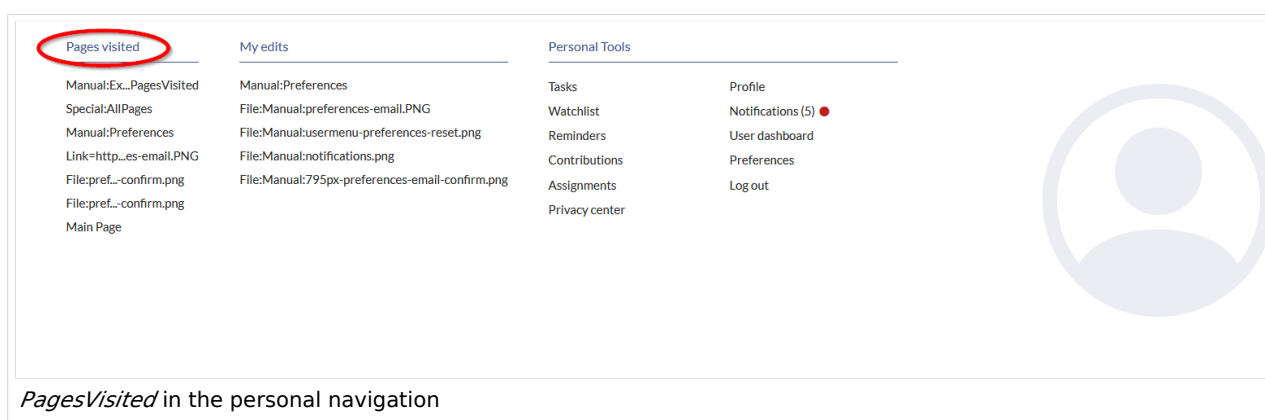 Pages visited
Manual:Ex...PagesVisited
Special:AllPages
Manual:Preferences
Link=http...es-email.PNG
File:pref...-confirm.png
File:pref...-confirm.png
Main Page
My edits
Manual:Preferences
File:Manual:preferences-email.PNG
File:Manual:usermenu-preferences-reset.png
File:Manual:notifications.png
File:Manual:795px-preferences-email-confirm.png
Personal Tools
Tasks
Watchlist
Reminders
Contributions
Assignments
Privacy center
Profile
Notifications (5)
User dashboard
Preferences
Log out
PagesVisited in the personal navigation